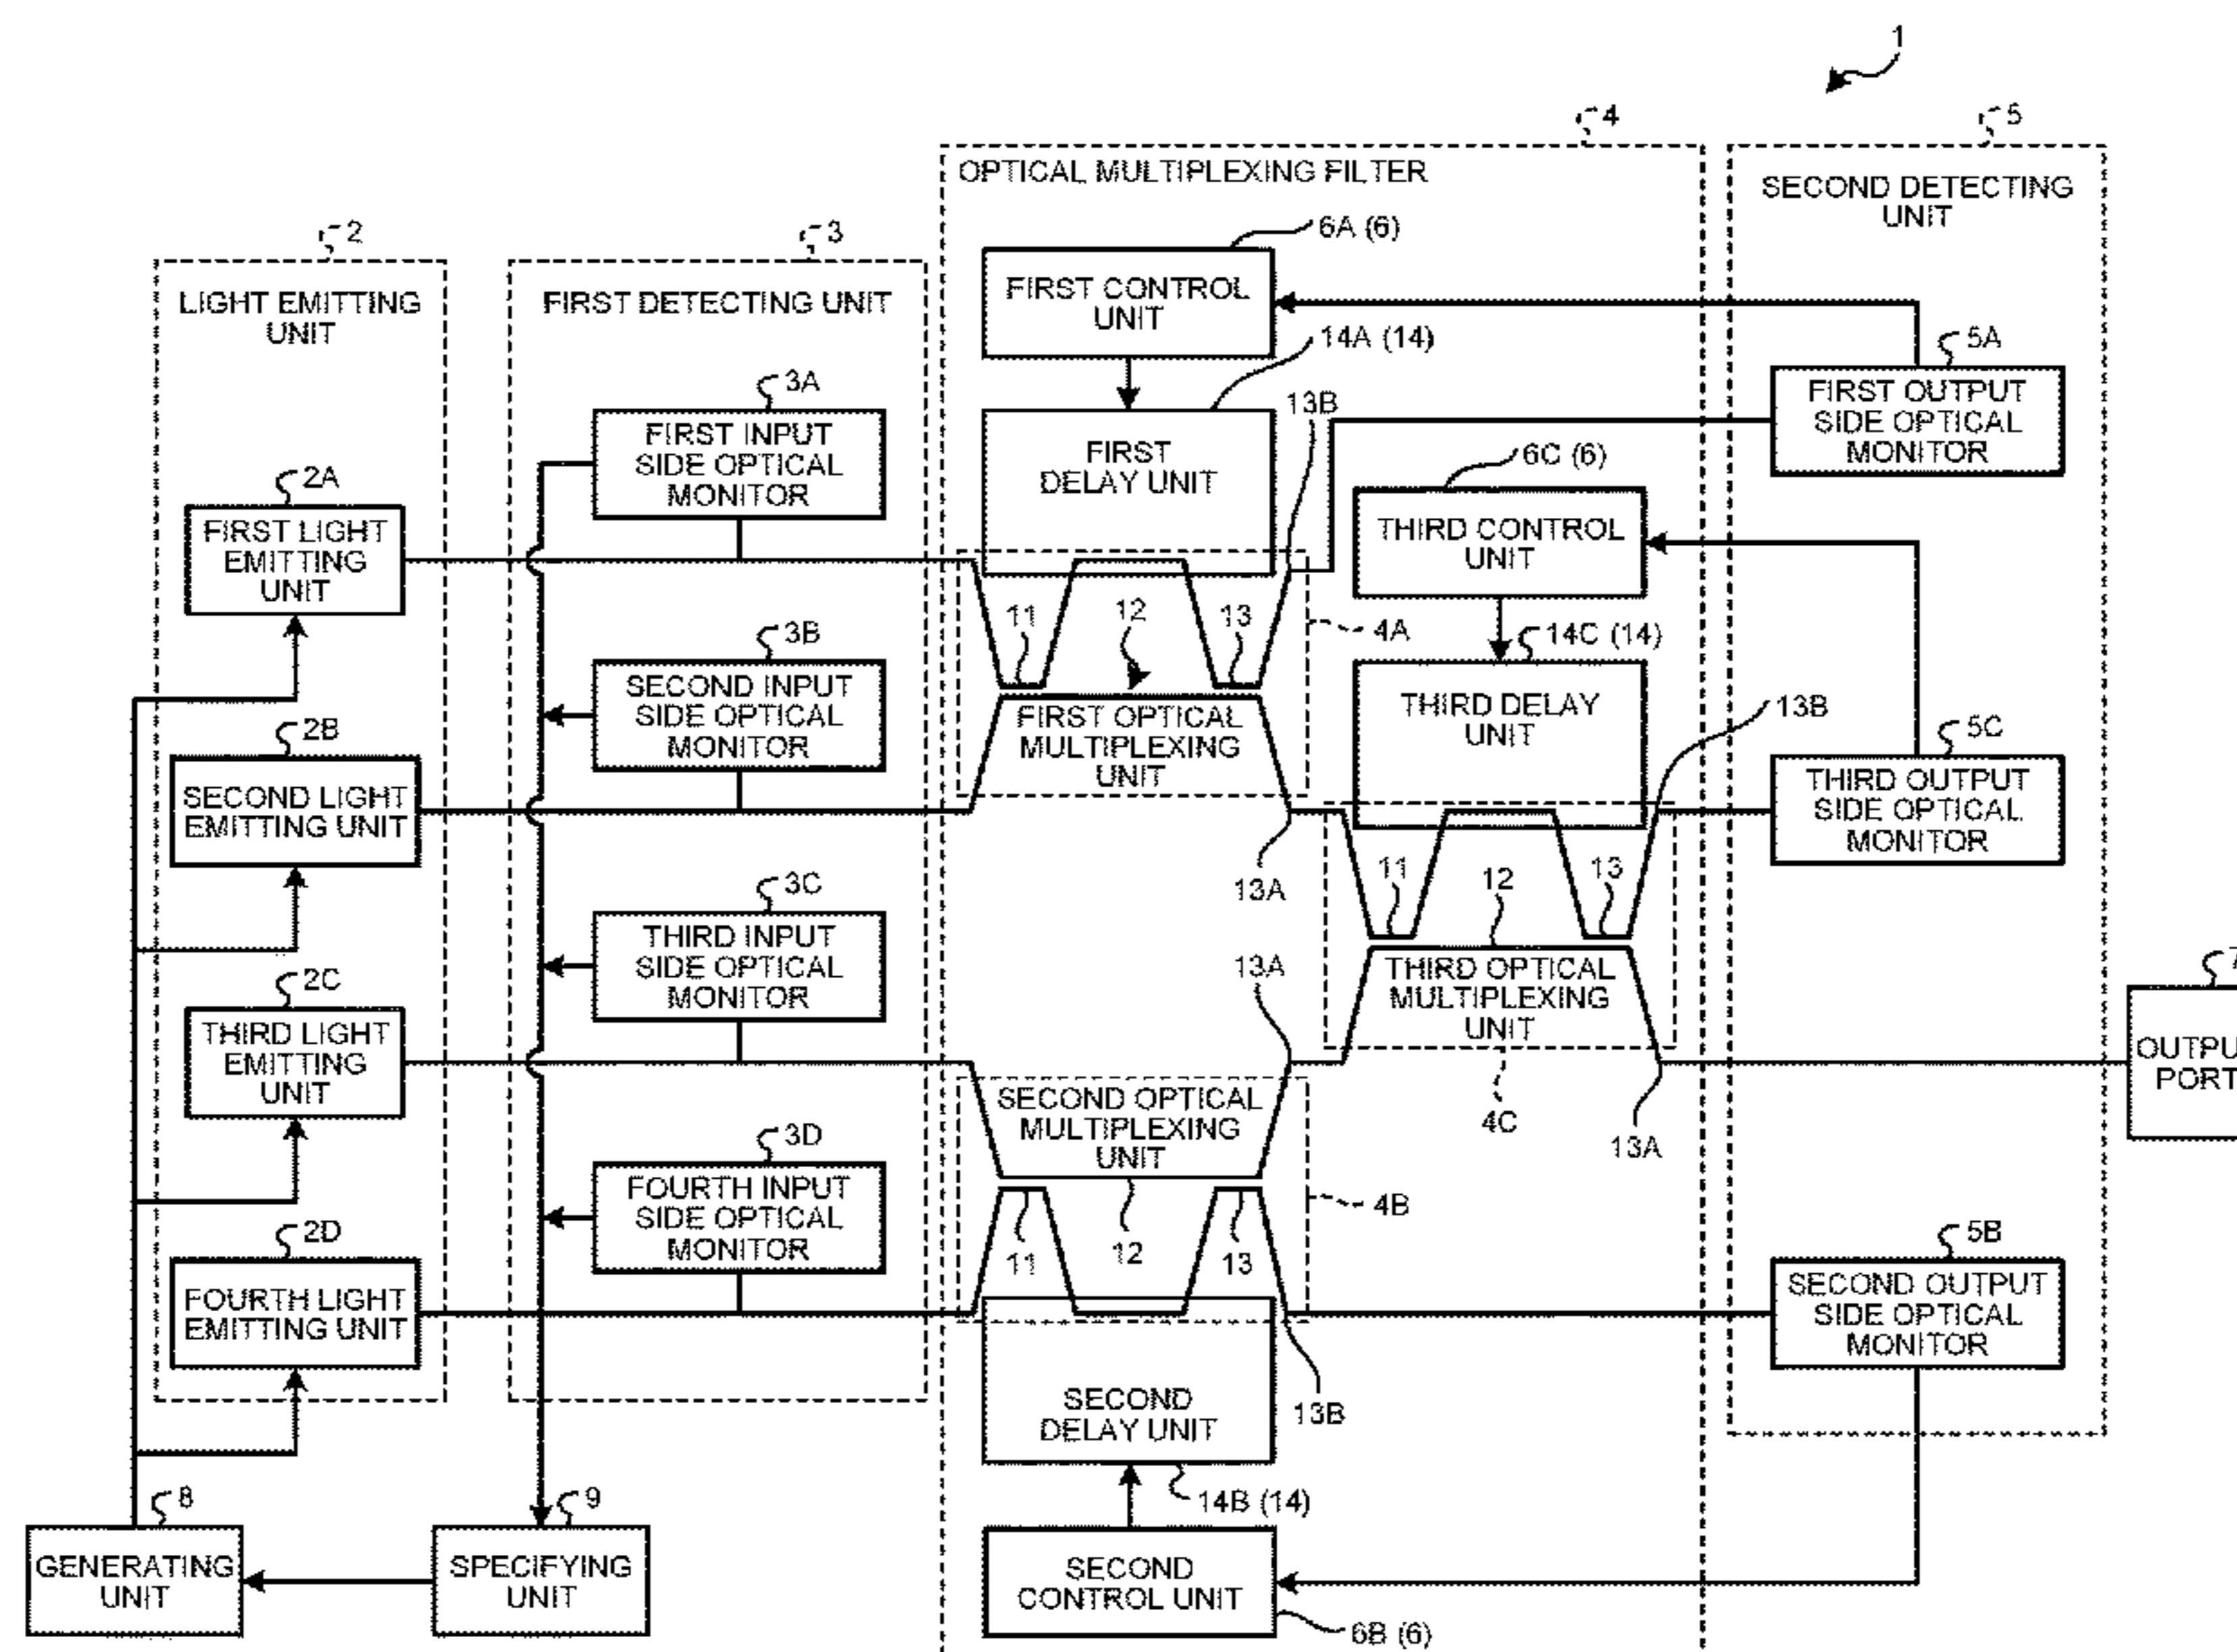 1
4
5
OPTICAL MULTIPLEXING FILTER
SECOND DETECTING
UNIT
2
3
6A (6)
LIGHT EMITTING
UNIT
FIRST DETECTING UNIT
FIRST CONTROL
UNIT
14A (14)
5A
3A
13B
FIRST OUTPUT
SIDE OPTICAL
MONITOR
FIRST INPUT
SIDE OPTICAL
MONITOR
FIRST
DELAY UNIT
6C (6)
2A
THIRD CONTROL
UNIT
FIRST LIGHT
EMITTING
UNIT
11
12
13
4A
14C (14)
3B
SECOND INPUT
SIDE OPTICAL
MONITOR
FIRST OPTICAL
MULTIPLEXING
UNIT
THIRD DELAY
UNIT
13B
5C
2B
SECOND LIGHT
EMITTING UNIT
THIRD OUTPUT
SIDE OPTICAL
MONITOR
3C
13A
11
12
13
THIRD INPUT
SIDE OPTICAL
MONITOR
13A
THIRD OPTICAL
MULTIPLEXING
UNIT
7
2C
THIRD LIGHT
EMITTING
UNIT
OUTPU
PORT
SECOND OPTICAL
MULTIPLEXING
UNIT
4C
13A
3D
FOURTH INPUT
SIDE OPTICAL
MONITOR
4B
11
12
13
2D
5B
FOURTH LIGHT
EMITTING UNIT
SECOND OUTPUT
SIDE OPTICAL
MONITOR
SECOND
DELAY UNIT
13B
8
9
14B (14)
GENERATING
UNIT
SPECIFYING
UNIT
SECOND
CONTROL UNIT
6B (6)